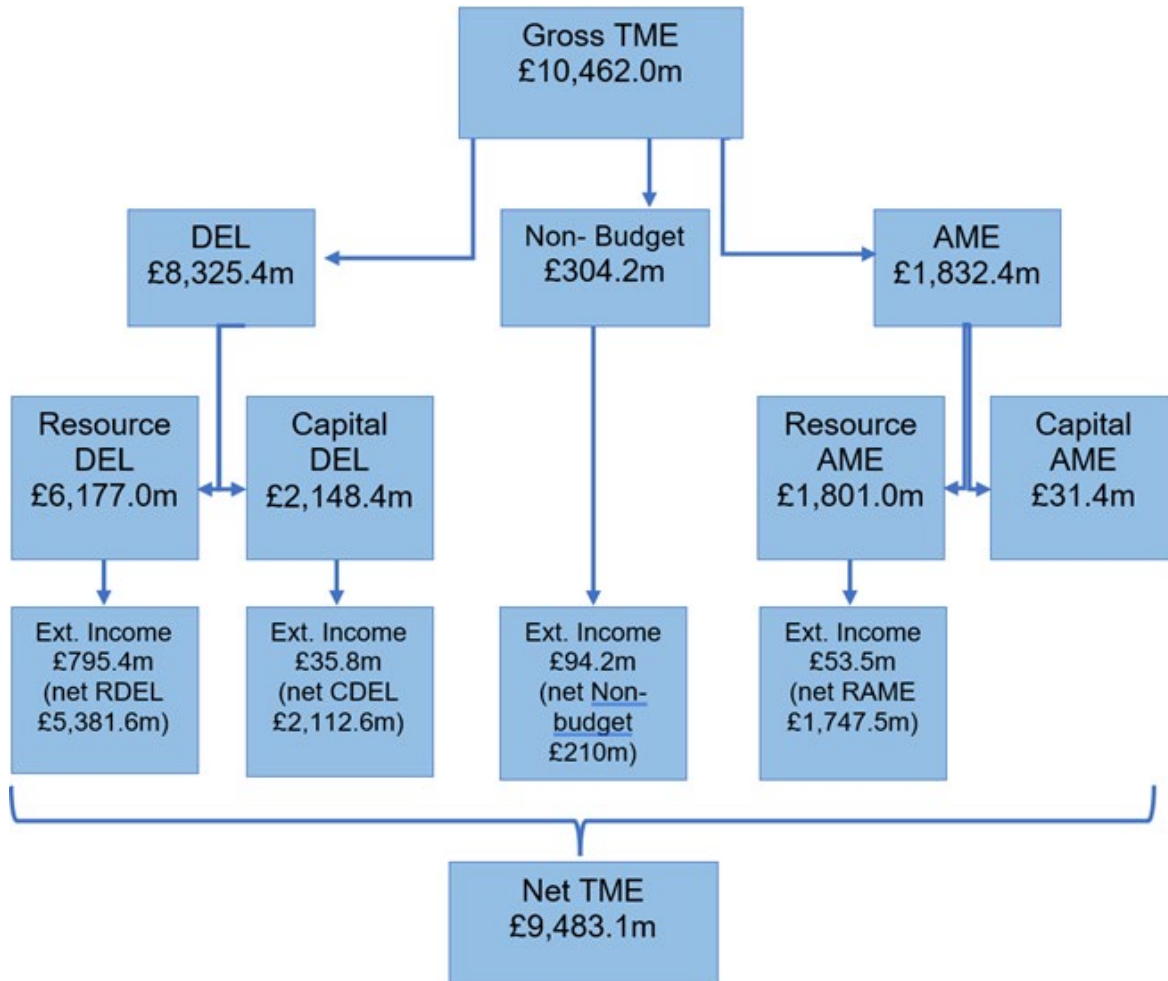 Gross TME
£10,462.0m
DEL
£8,325.4m
Non- Budget
£304.2m
AME
£1,832.4m
Resource
DEL
£6,177.0m
Capital
DEL
£2,148.4m
Resource
AME
£1,801.0m
Capital
AME
£31.4m
Ext. Income
£795.4m
(net RDEL
£5,381.6m)
Ext. Income
£35.8m
(net CDEL
£2,112.6m)
Ext. Income
£94.2m
(net Non-
budget
£210m)
Ext. Income
£53.5m
(net RAME
£1,747.5m)
Net TME
£9,483.1m